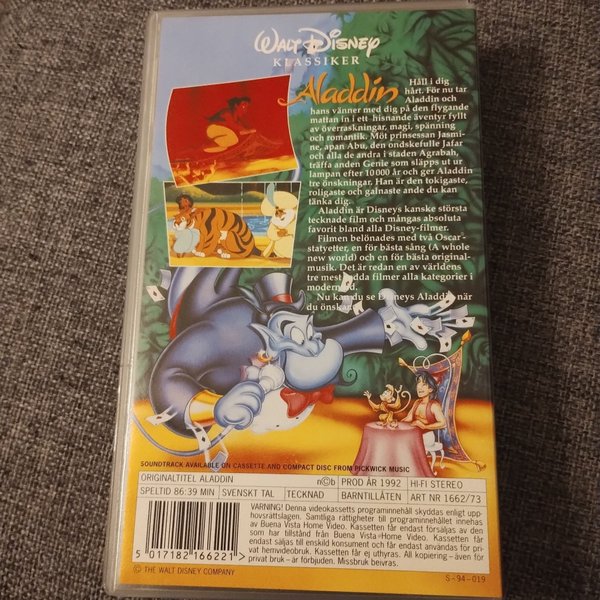 WALT DISNEY
KLASSIKER
Aladdin
Håll i dig
hårt. För nu tar
Aladdin och
hans vänner med dig på den flygande
mattan in i ett hisnande äventyr fyllt
av överraskningar, magi, spänning
och romantik. Möt prinsessan Jasmi-
ne, apan Abu, den ondskefulle Jafar
och alla de andra i staden Agrabah,
träffa anden Genie som släpps ut ur
lampan efter 10 000 år och ger Aladdin
tre önskningar. Han är den tokigaste,
roligaste och galnaste ande du kan
tänka dig.
Aladdin är Disneys kanske största
tecknade film och mångas absoluta
favorit bland alla Disney-filmer.
Filmen belönades med två Oscar-
statyetter, en för bästa sång (A whole
new world) och en för bästa original-
musik. Det är redan en av världens
tre mest sedda filmer alla kategorier i
modern tid.
Nu kan du se Disneys Aladdin när
du önskar.
SOUNDTRACK AVAILABLE ON CASSETTE AND COMPACT DISC FROM PICKWICK MUSIC
ORIGINALTITEL ALADDIN n©b PROD ÅR 1992 HI-FI STEREO
SPELTID 86:39 MIN SVENSKT TAL TECKNAD BARNTILLÅTEN ART NR 1662/73
VARNING! Denna videokassetts programinnehåll skyddas enligt upp-
hovsrättslagen. Samtliga rättigheter till programinnehållet innehas
av Buena Vista Home Video. Kassetten får endast försäljas av den
som har tillstånd från Buena Vista Home Video. Kassetten får
endast säljas till enskild konsument och får endast användas för pri-
vat hemvideobruk. Kassetten får ej uthyras. All kopiering – även för
privat bruk – är förbjuden. Missbruk beivras.
5 017182 166221 >
© THE WALT DISNEY COMPANY
S-94-019